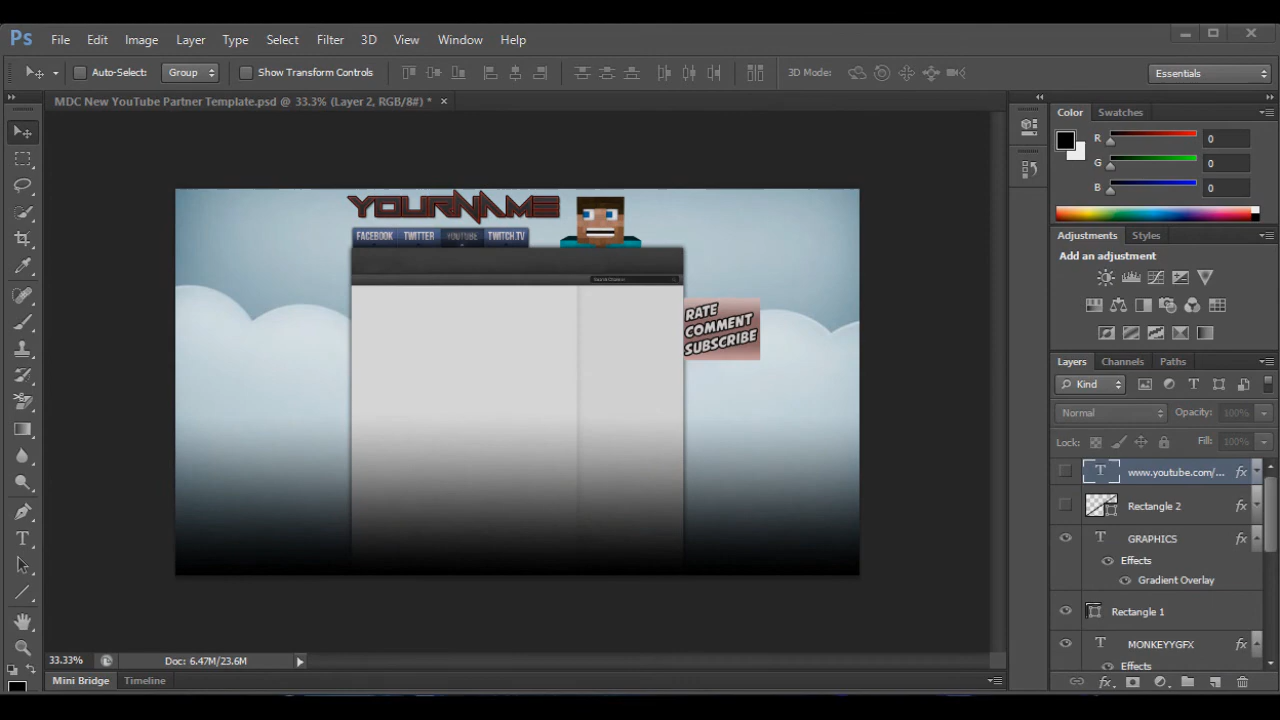 Ps File Edit Image Layer Type Select Filter 3D View Window Help
Auto-Select: Group Show Transform Controls 3D Mode: Essentials
MDC New YouTube Partner Template.psd @ 33.3% (Layer 2, RGB/8#) * ×
Color Swatches
R 0
G 0
B 0
YOURNAME
FACEBOOK TWITTER YOUTUBE TWITCH.TV
RATE
COMMENT
SUBSCRIBE
Adjustments Styles
Add an adjustment
Layers Channels Paths
Kind
Normal Opacity: 100%
Lock: Fill: 100%
T www.youtube.com/... fx
Rectangle 2 fx
T GRAPHICS fx
Effects
Gradient Overlay
Rectangle 1
T MONKEYYGFX
Effects
33.33% Doc: 6.47M/23.6M
Mini Bridge Timeline